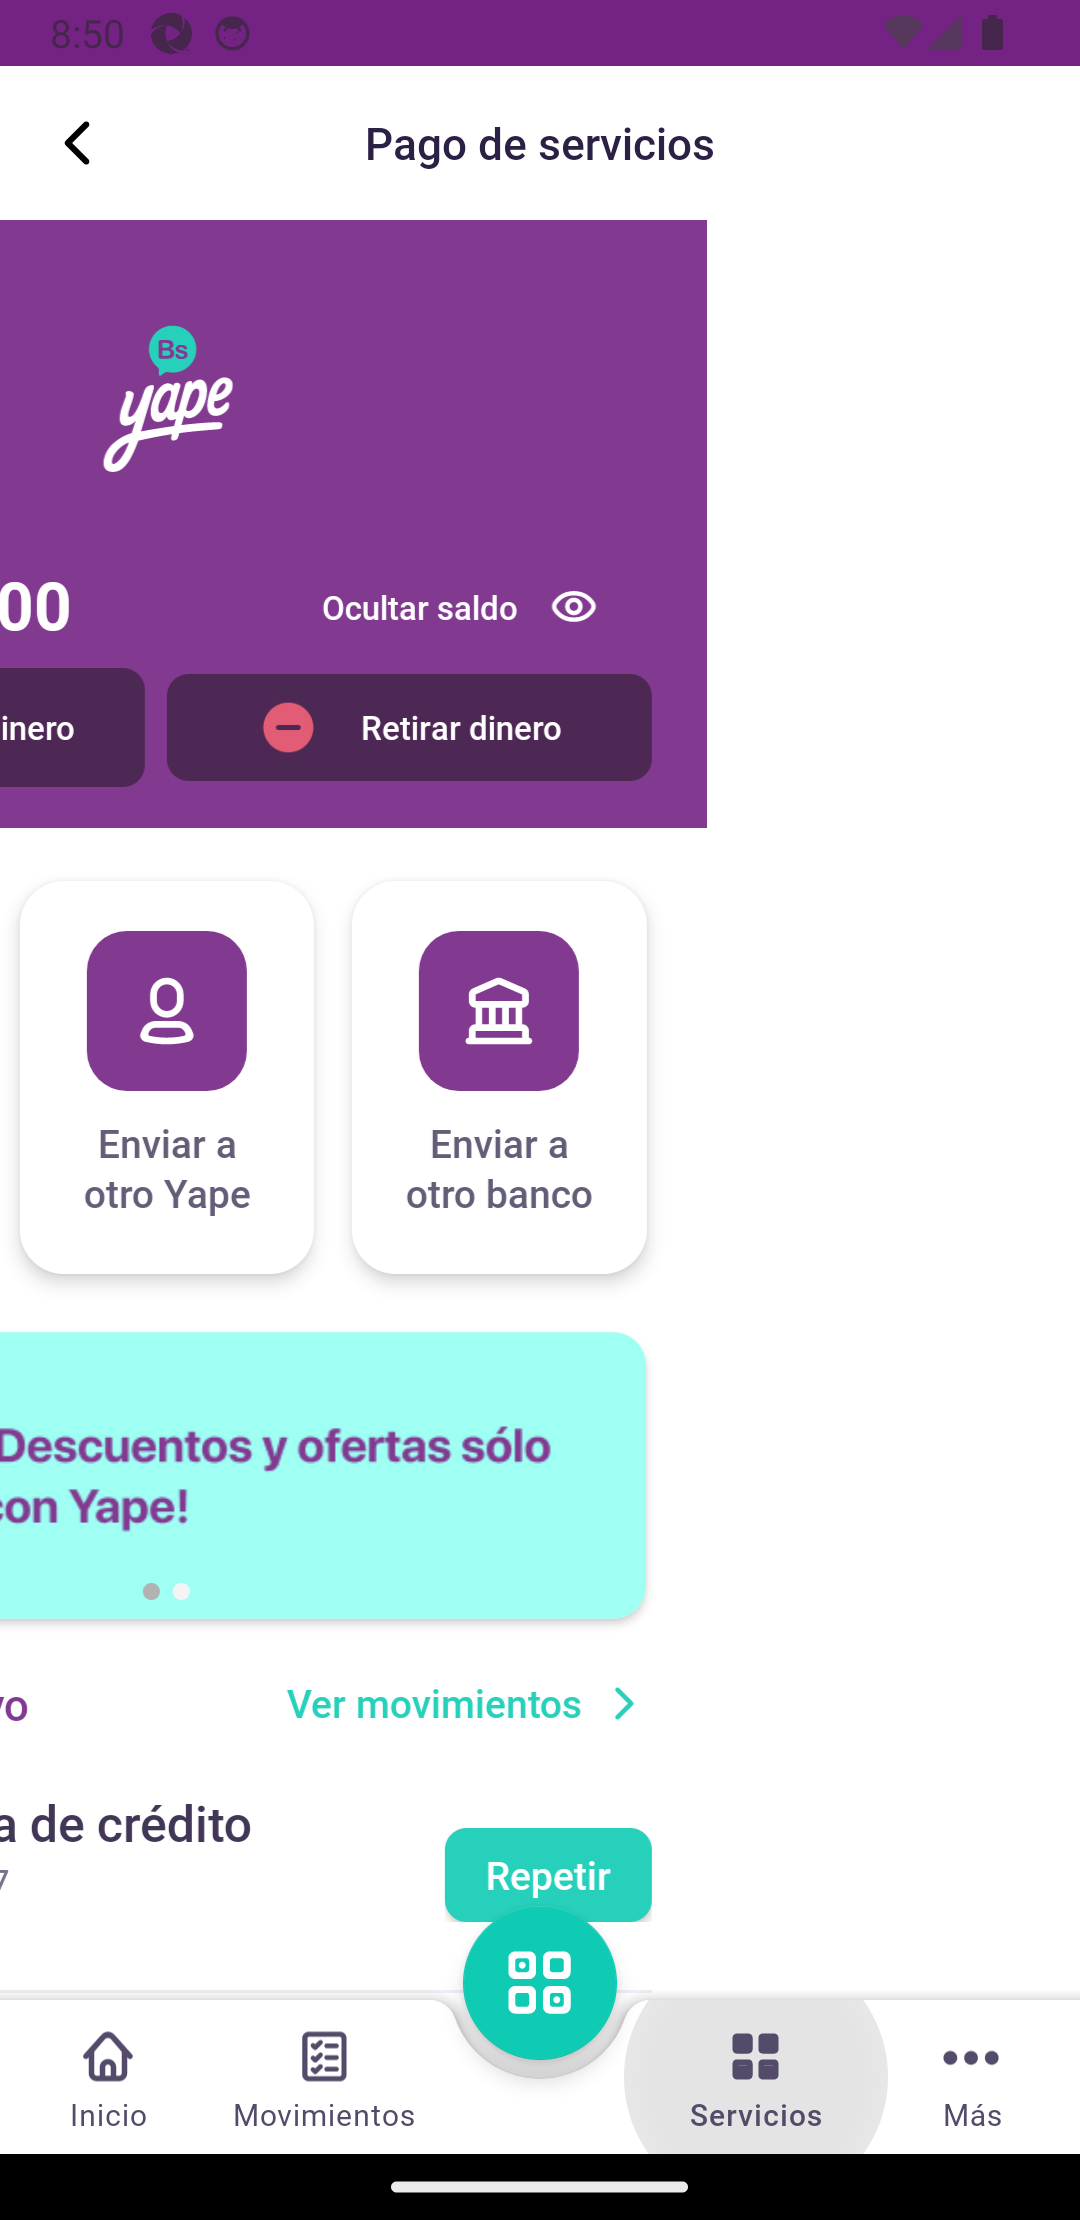 8:50
Pago de servicios
Bs
yape
00
Ocultar saldo
inero
Retirar dinero
Enviar a
otro Yape
Enviar a
otro banco
Descuentos y ofertas sólo
con Yape!
yo
Ver movimientos
a de crédito
7
Repetir
Inicio
Movimientos
Servicios
Más